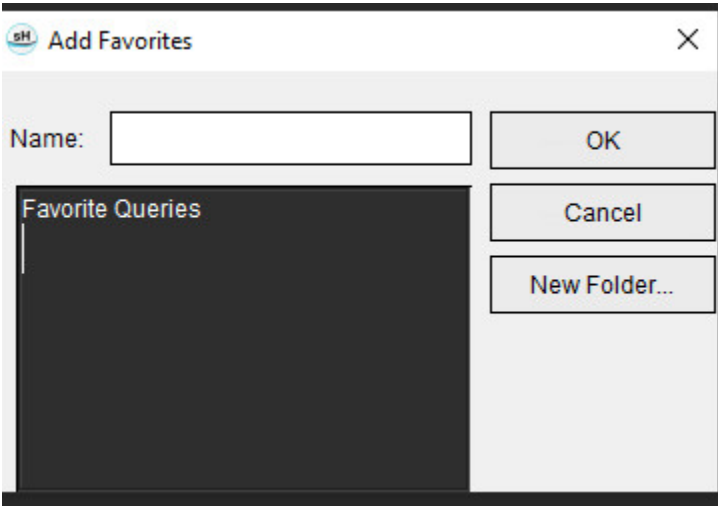 sH Add Favorites
Name:
OK
Favorite Queries
Cancel
New Folder...